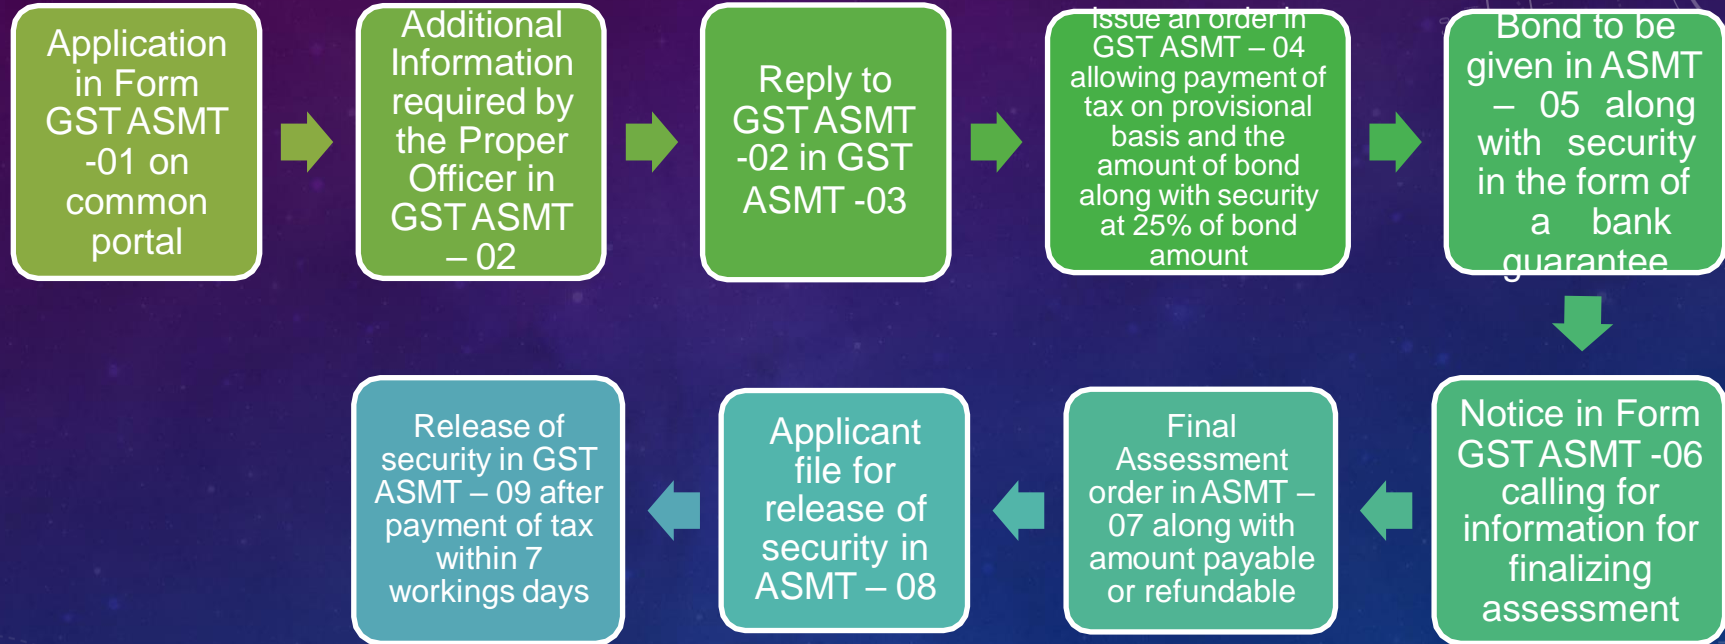 Application
in Form
GST ASMT
-01 on
common
portal
Additional
Information
required by
the Proper
Officer in
GST ASMT
– 02
Reply to
GST ASMT
-02 in GST
ASMT -03
Issue an order in
GST ASMT – 04
allowing payment of
tax on provisional
basis and the
amount of bond
along with security
at 25% of bond
amount
Bond to be
given in ASMT
– 05 along
with security
in the form of
a bank
guarantee
Notice in Form
GST ASMT -06
calling for
information for
finalizing
assessment
Final
Assessment
order in ASMT –
07 along with
amount payable
or refundable
Applicant
file for
release of
security in
ASMT – 08
Release of
security in GST
ASMT – 09 after
payment of tax
within 7
workings days